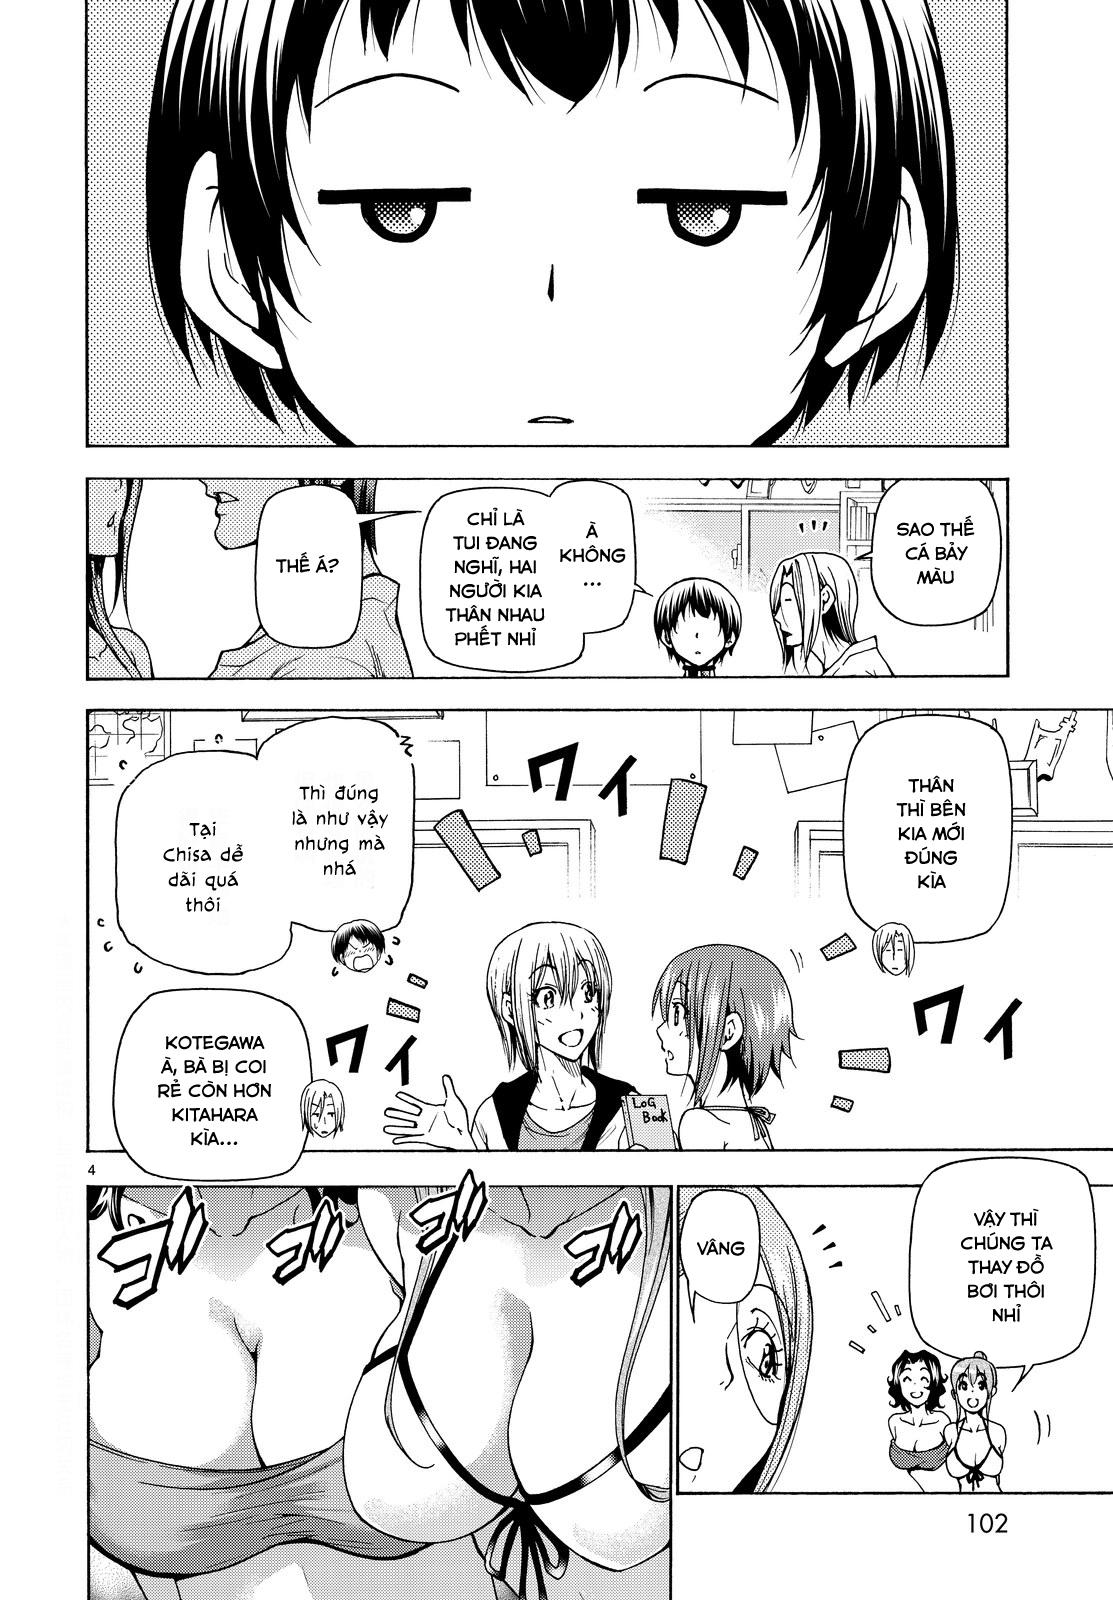 SAO THẾ
CÁ BẢY
MÀU
À
KHÔNG
...
CHỈ LÀ
TUI ĐANG
NGHĨ, HAI
NGƯỜI KIA
THÂN NHAU
PHẾT NHỈ
THẾ Á?
THÂN
THÌ BÊN
KIA MỚI
ĐÚNG
KÌA
ワイ
Thì đúng
là như vậy
nhưng mà
nhá
Tại
Chisa dễ
dãi quá
thôi
ワイ
LOG
Book
KOTEGAWA
À, BÀ BỊ COI
RẺ CÒN HƠN
KITAHARA
KÌA...
4
VẬY THÌ
CHÚNG TA
THAY ĐỒ
BƠI THÔI
NHỈ
VÂNG
ゴゴゴ
102